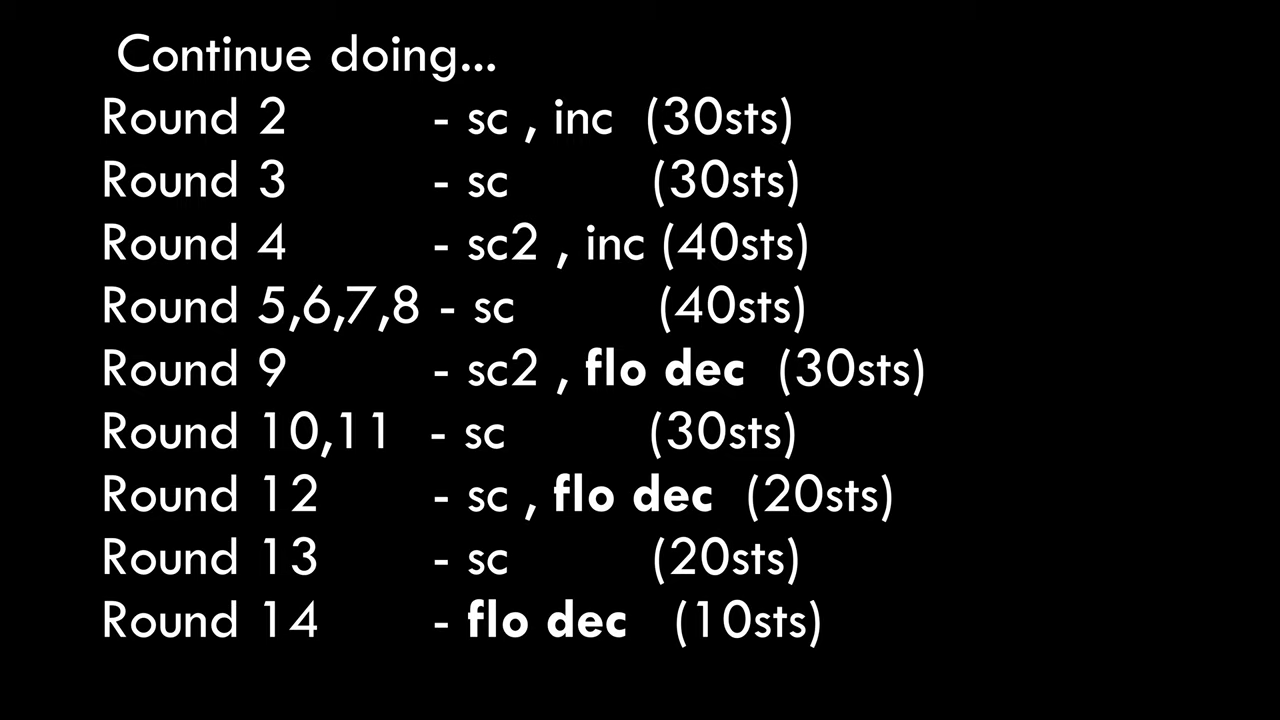 Continue doing...
Round 2 - sc , inc (30sts)
Round 3 - sc (30sts)
Round 4 - sc2 , inc (40sts)
Round 5,6,7,8 - sc (40sts)
Round 9 - sc2 , flo dec (30sts)
Round 10,11 - sc (30sts)
Round 12 - sc , flo dec (20sts)
Round 13 - sc (20sts)
Round 14 - flo dec (10sts)